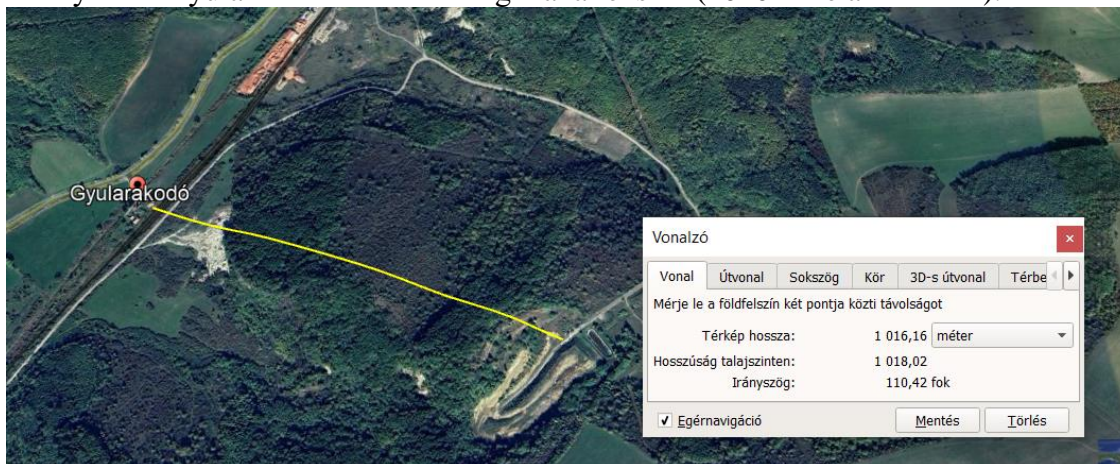 Gyularakodó
Vonalzó
Vonal Útvonal Sokszög Kör 3D-s útvonal Térbe
Mérje le a földfelszín két pontja közti távolságot
Térkép hossza: 1 016,16 méter
Hosszúság talajszinten: 1 018,02
Irányszög: 110,42 fok
Egérnavigáció Mentés Törlés